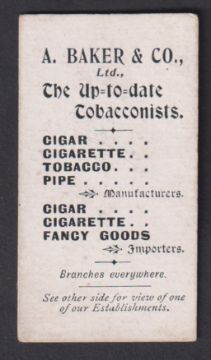 A. BAKER & CO.,
Ltd.,
The Up=to=date
Tobacconists.
CIGAR . . . .
CIGARETTE . .
TOBACCO . . .
PIPE . . . . .
Manufacturers.
CIGAR . . . .
CIGARETTE . .
FANCY GOODS
Importers.
Branches everywhere.
See other side for view of one
of our Establishments.